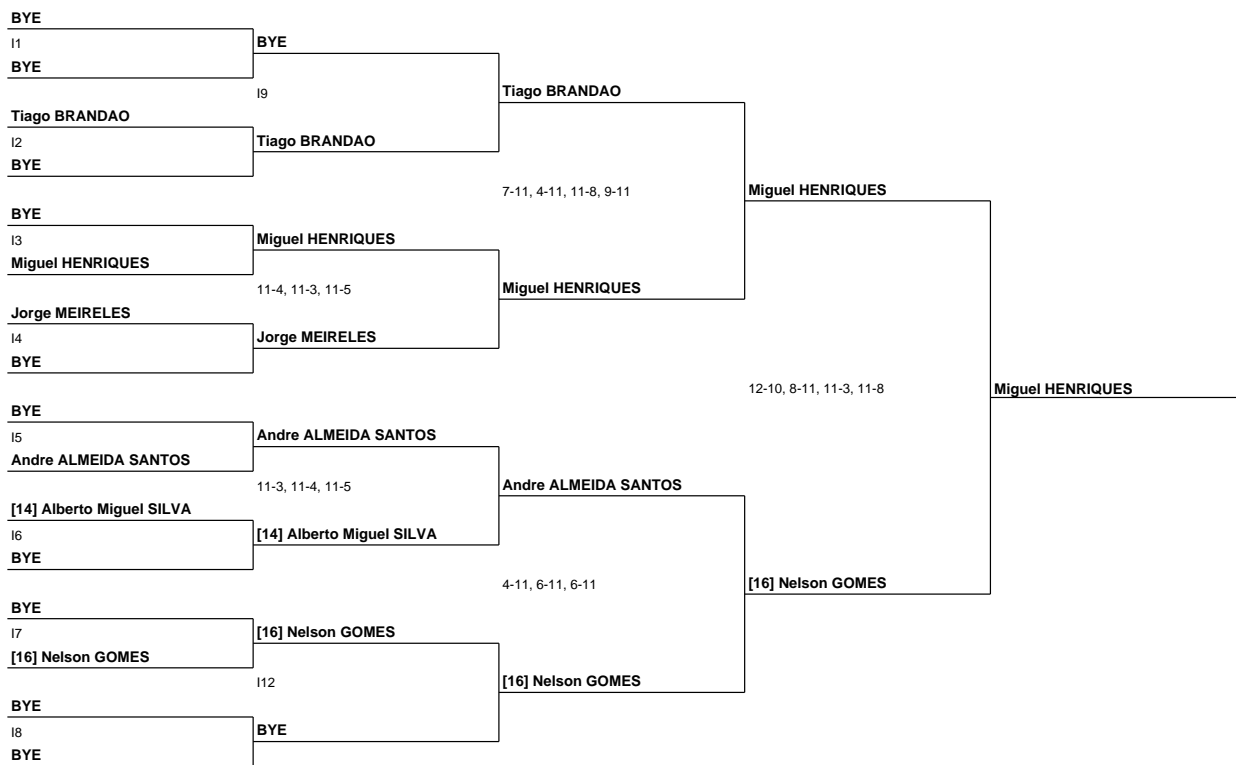 BYE
I1
BYE
BYE
I9
Tiago BRANDAO
Tiago BRANDAO
I2
Tiago BRANDAO
BYE
7-11, 4-11, 11-8, 9-11
Miguel HENRIQUES
BYE
I3
Miguel HENRIQUES
Miguel HENRIQUES
11-4, 11-3, 11-5
Miguel HENRIQUES
Jorge MEIRELES
I4
Jorge MEIRELES
BYE
12-10, 8-11, 11-3, 11-8
Miguel HENRIQUES
BYE
I5
Andre ALMEIDA SANTOS
Andre ALMEIDA SANTOS
11-3, 11-4, 11-5
Andre ALMEIDA SANTOS
[14] Alberto Miguel SILVA
I6
[14] Alberto Miguel SILVA
BYE
4-11, 6-11, 6-11
[16] Nelson GOMES
BYE
I7
[16] Nelson GOMES
[16] Nelson GOMES
I12
[16] Nelson GOMES
BYE
I8
BYE
BYE